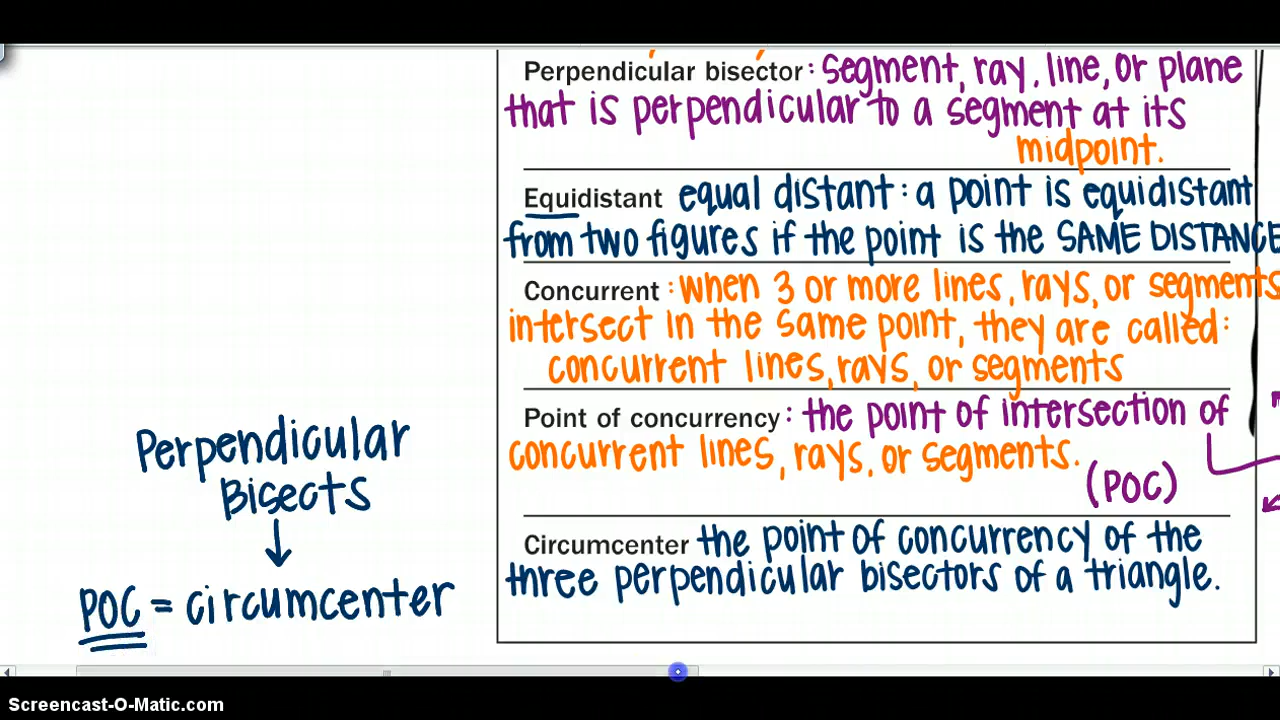 Perpendicular bisector : segment, ray, line, or plane
that is perpendicular to a segment at its
midpoint.
Equidistant equal distant : a point is equidistant
from two figures if the point is the SAME DISTANCE
Concurrent : when 3 or more lines, rays, or segments
intersect in the same point, they are called:
concurrent lines, rays, or segments
Point of concurrency : the point of intersection of
concurrent lines, rays, or segments.
(POC)
Circumcenter the point of concurrency of the
three perpendicular bisectors of a triangle.
Perpendicular
Bisects
POC = circumcenter
Screencast-O-Matic.com